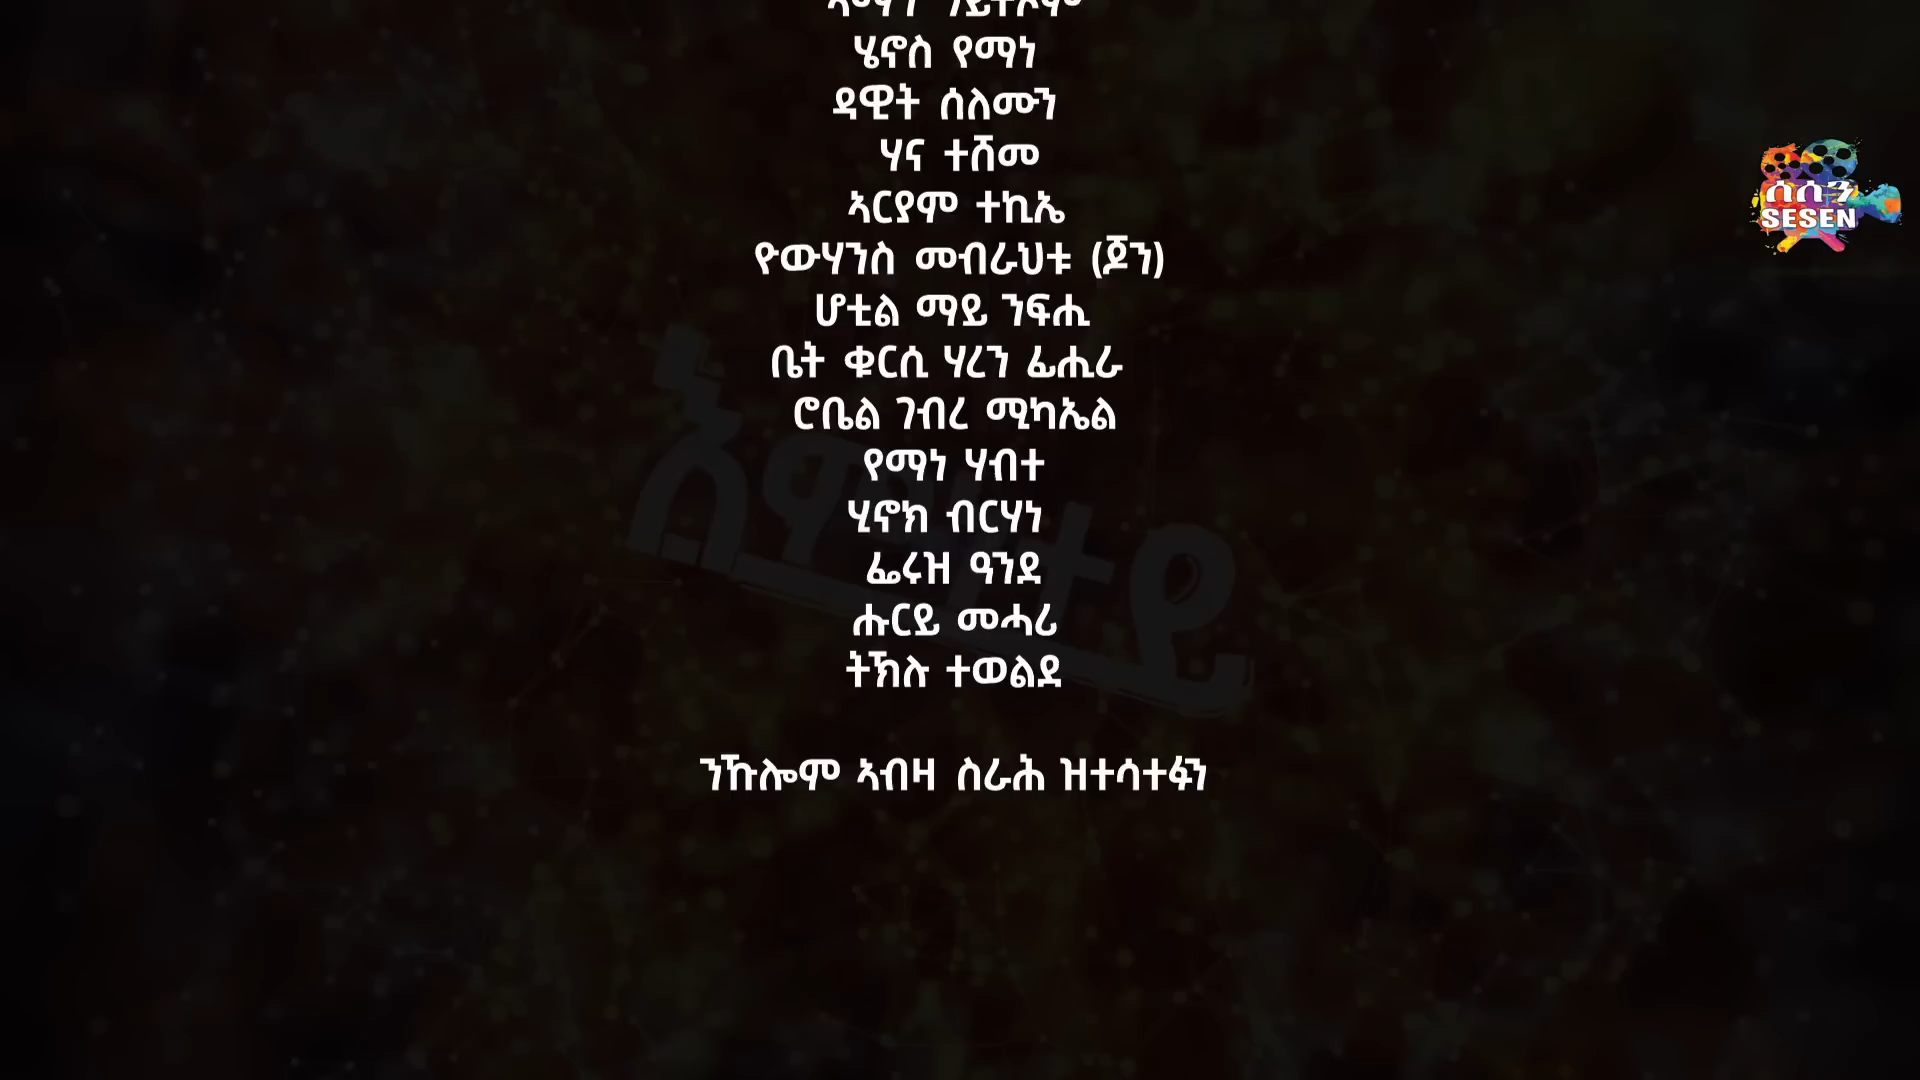 ሄኖስ የማነ
ዳዊት ሰለሙን
ሃና ተሸመ
ኣርያም ተኪኤ
ዮውሃንስ መብራህቱ (ጆን)
ሆቴል ማይ ንፍሒ
ቤት ቁርሲ ሃረን ፊሒራ
ሮቤል ገብረ ሚካኤል
የማነ ሃብተ
ሂኖክ ብርሃነ
ፌሩዝ ዓንደ
ሑርይ መሓሪ
ትኽሉ ተወልደ
ንኹሎም ኣብዛ ስራሕ ዝተሳተፉን
ሰሰን
SESEN